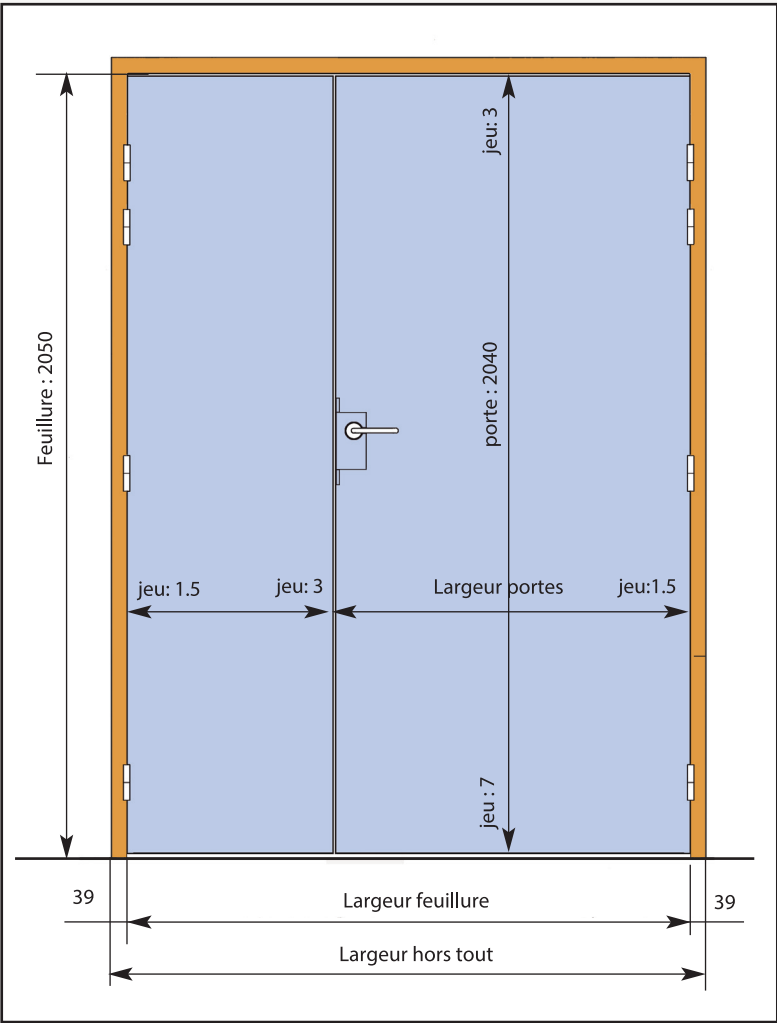 jeu: 3
Feuillure : 2050
porte : 2040
jeu: 1.5
jeu: 3
Largeur portes
jeu:1.5
jeu : 7
39
Largeur feuillure
39
Largeur hors tout